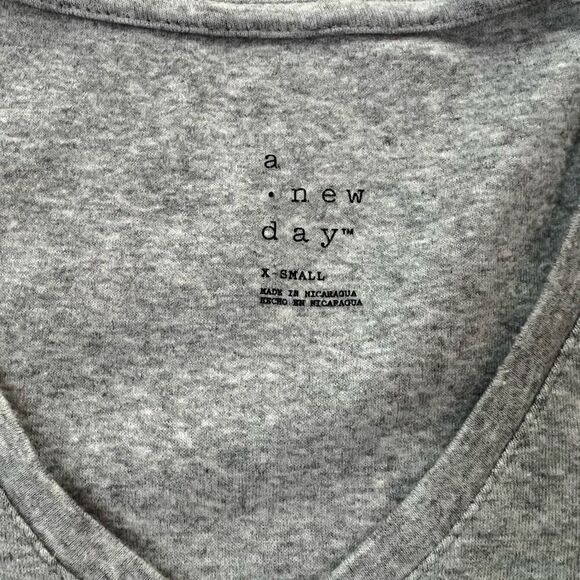 a
· new
day™
X-SMALL
MADE IN NICARAGUA
HECHO EN NICARAGUA